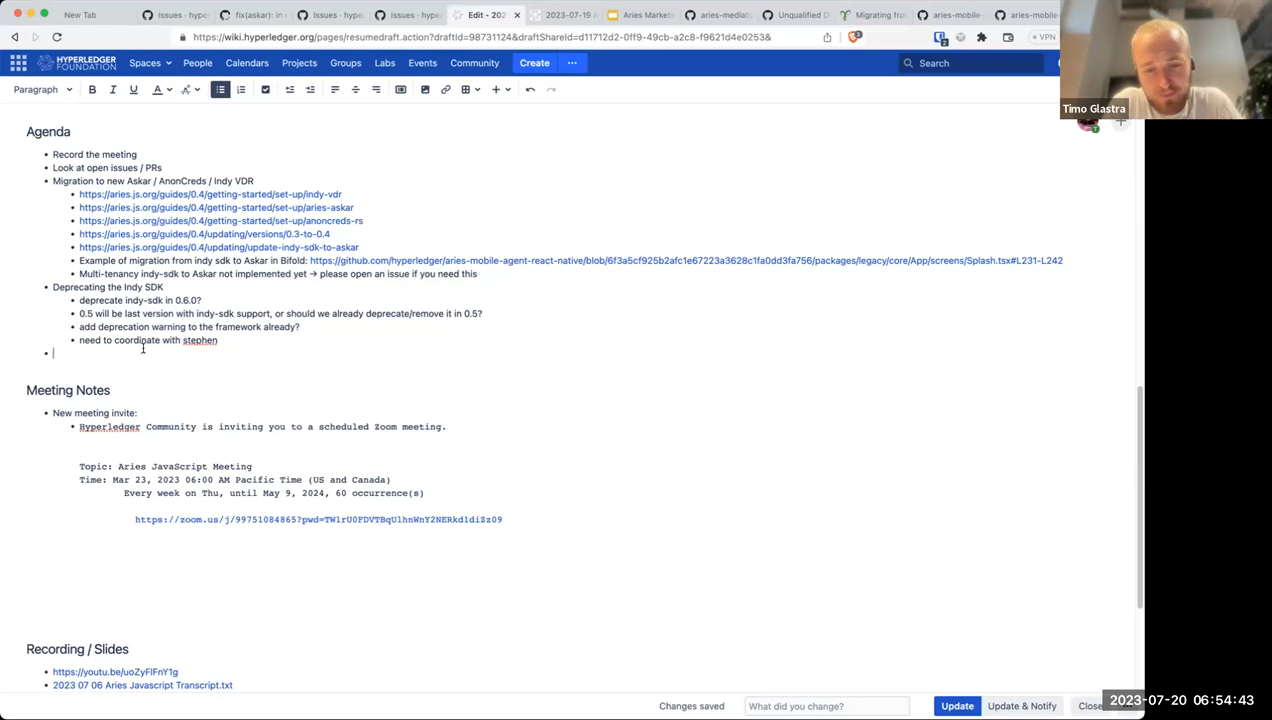 New Tab
Issues · hyper
fix(askar): in r
Issues · hyper
Issues · hyper
Edit - 202
2023-07-19 A
Aries Market
aries-mediat
Unqualified D
Migrating fro
aries-mobile-
aries-mobile-
https://wiki.hyperledger.org/pages/resumedraft.action?draftId=98731124&draftShareId=d11712d2-0ff9-49cb-a2c8-f9621d4e0253&
VPN
HYPERLEDGER FOUNDATION
Spaces People Calendars Projects Groups Labs Events Community Create Search
Paragraph
Timo Glastra
Agenda
Record the meeting
Look at open issues / PRs
Migration to new Askar / AnonCreds / Indy VDR
https://aries.js.org/guides/0.4/getting-started/set-up/indy-vdr
https://aries.js.org/guides/0.4/getting-started/set-up/aries-askar
https://aries.js.org/guides/0.4/getting-started/set-up/anoncreds-rs
https://aries.js.org/guides/0.4/updating/versions/0.3-to-0.4
https://aries.js.org/guides/0.4/updating/update-indy-sdk-to-askar
Example of migration from indy sdk to Askar in Bifold: https://github.com/hyperledger/aries-mobile-agent-react-native/blob/6f3a5cf925b2afc1e67223a3628c1fa0dd3fa756/packages/legacy/core/App/screens/Splash.tsx#L231-L242
Multi-tenancy indy-sdk to Askar not implemented yet → please open an issue if you need this
Deprecating the Indy SDK
deprecate indy-sdk in 0.6.0?
0.5 will be last version with indy-sdk support, or should we already deprecate/remove it in 0.5?
add deprecation warning to the framework already?
need to coordinate with stephen
Meeting Notes
New meeting invite:
Hyperledger Community is inviting you to a scheduled Zoom meeting.
Topic: Aries JavaScript Meeting
Time: Mar 23, 2023 06:00 AM Pacific Time (US and Canada)
Every week on Thu, until May 9, 2024, 60 occurrence(s)
https://zoom.us/j/99751084865?pwd=TW1rU0FDVTBqUlhnWnY2NERkd1diZz09
Recording / Slides
https://youtu.be/uoZyFlFnY1g
2023 07 06 Aries Javascript Transcript.txt
Changes saved
What did you change?
Update
Update & Notify
Close
2023-07-20 06:54:43